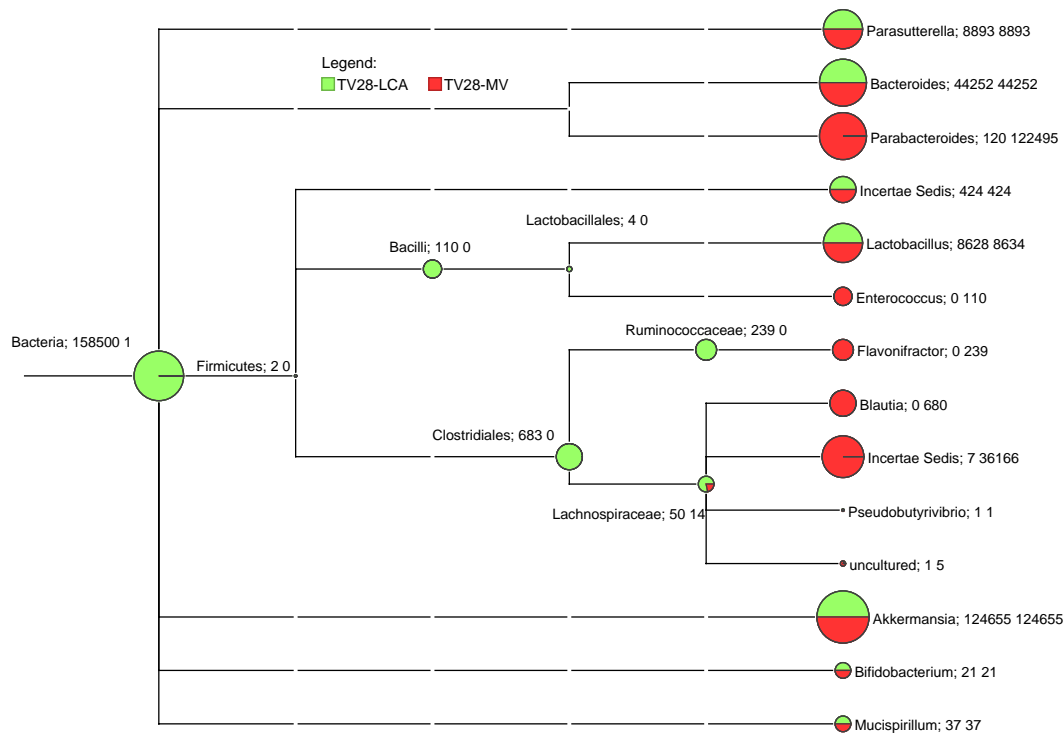 Parasutterella; 8893 8893
Legend:
TV28-LCA TV28-MV
Bacteroides; 44252 44252
Parabacteroides; 120 122495
Incertae Sedis; 424 424
Lactobacillales; 4 0
Bacilli; 110 0
Lactobacillus; 8628 8634
Enterococcus; 0 110
Ruminococcaceae; 239 0
Bacteria; 158500 1
Flavonifractor; 0 239
Firmicutes; 2 0
Blautia; 0 680
Clostridiales; 683 0
Incertae Sedis; 7 36166
Lachnospiraceae; 50 14
Pseudobutyrivibrio; 1 1
uncultured; 1 5
Akkermansia; 124655 124655
Bifidobacterium; 21 21
Mucispirillum; 37 37